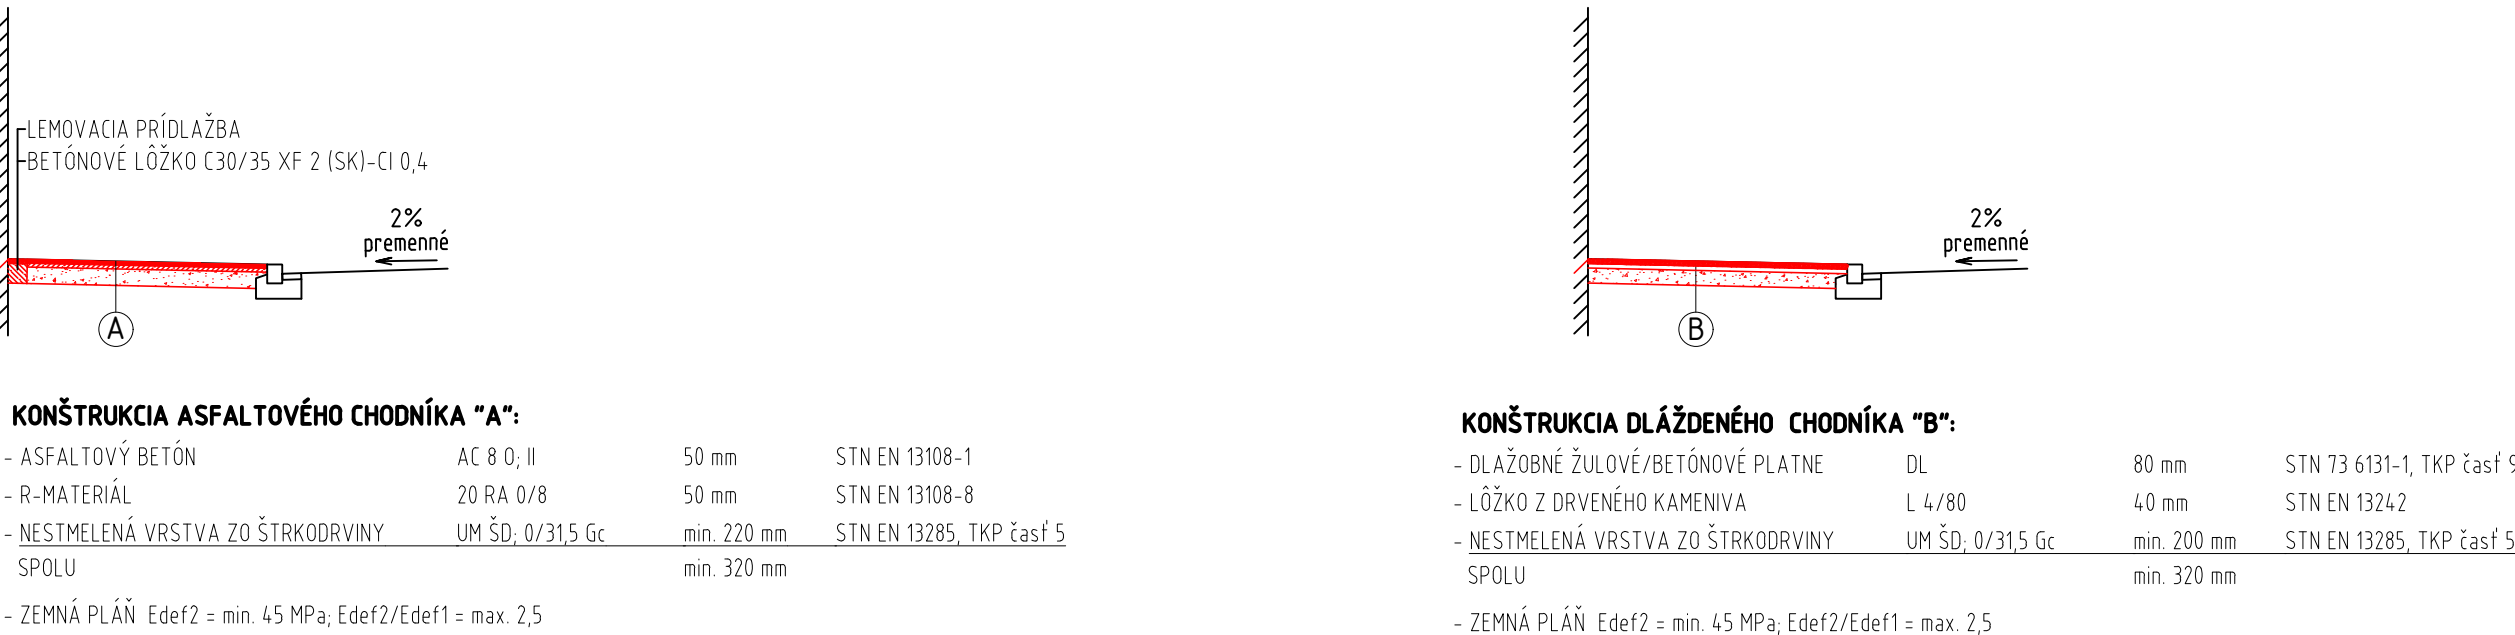 LEMOVACIA PRÍDLAŽBA
BETÓNOVÉ LÔŽKO C30/35 XF 2 (SK)-Cl 0,4
2%
premenné
A
KONŠTRUKCIA ASFALTOVÉHO CHODNÍKA "A":
- ASFALTOVÝ BETÓN AC 8 O; II 50 mm STN EN 13108-1
- R-MATERIÁL 20 RA 0/8 50 mm STN EN 13108-8
- NESTMELENÁ VRSTVA ZO ŠTRKODRVINY UM ŠD; 0/31,5 Gc min. 220 mm STN EN 13285, TKP časť 5
SPOLU min. 320 mm
- ZEMNÁ PLÁŇ Edef2 = min. 45 MPa; Edef2/Edef1 = max. 2,5
2%
premenné
B
KONŠTRUKCIA DLÁŽDENÉHO CHODNÍKA "B":
- DLAŽOBNÉ ŽULOVÉ/BETÓNOVÉ PLATNE DL 80 mm STN 73 6131-1, TKP časť 9
- LÔŽKO Z DRVENÉHO KAMENIVA L 4/80 40 mm STN EN 13242
- NESTMELENÁ VRSTVA ZO ŠTRKODRVINY UM ŠD; 0/31,5 Gc min. 200 mm STN EN 13285, TKP časť 5
SPOLU min. 320 mm
- ZEMNÁ PLÁŇ Edef2 = min. 45 MPa; Edef2/Edef1 = max. 2,5